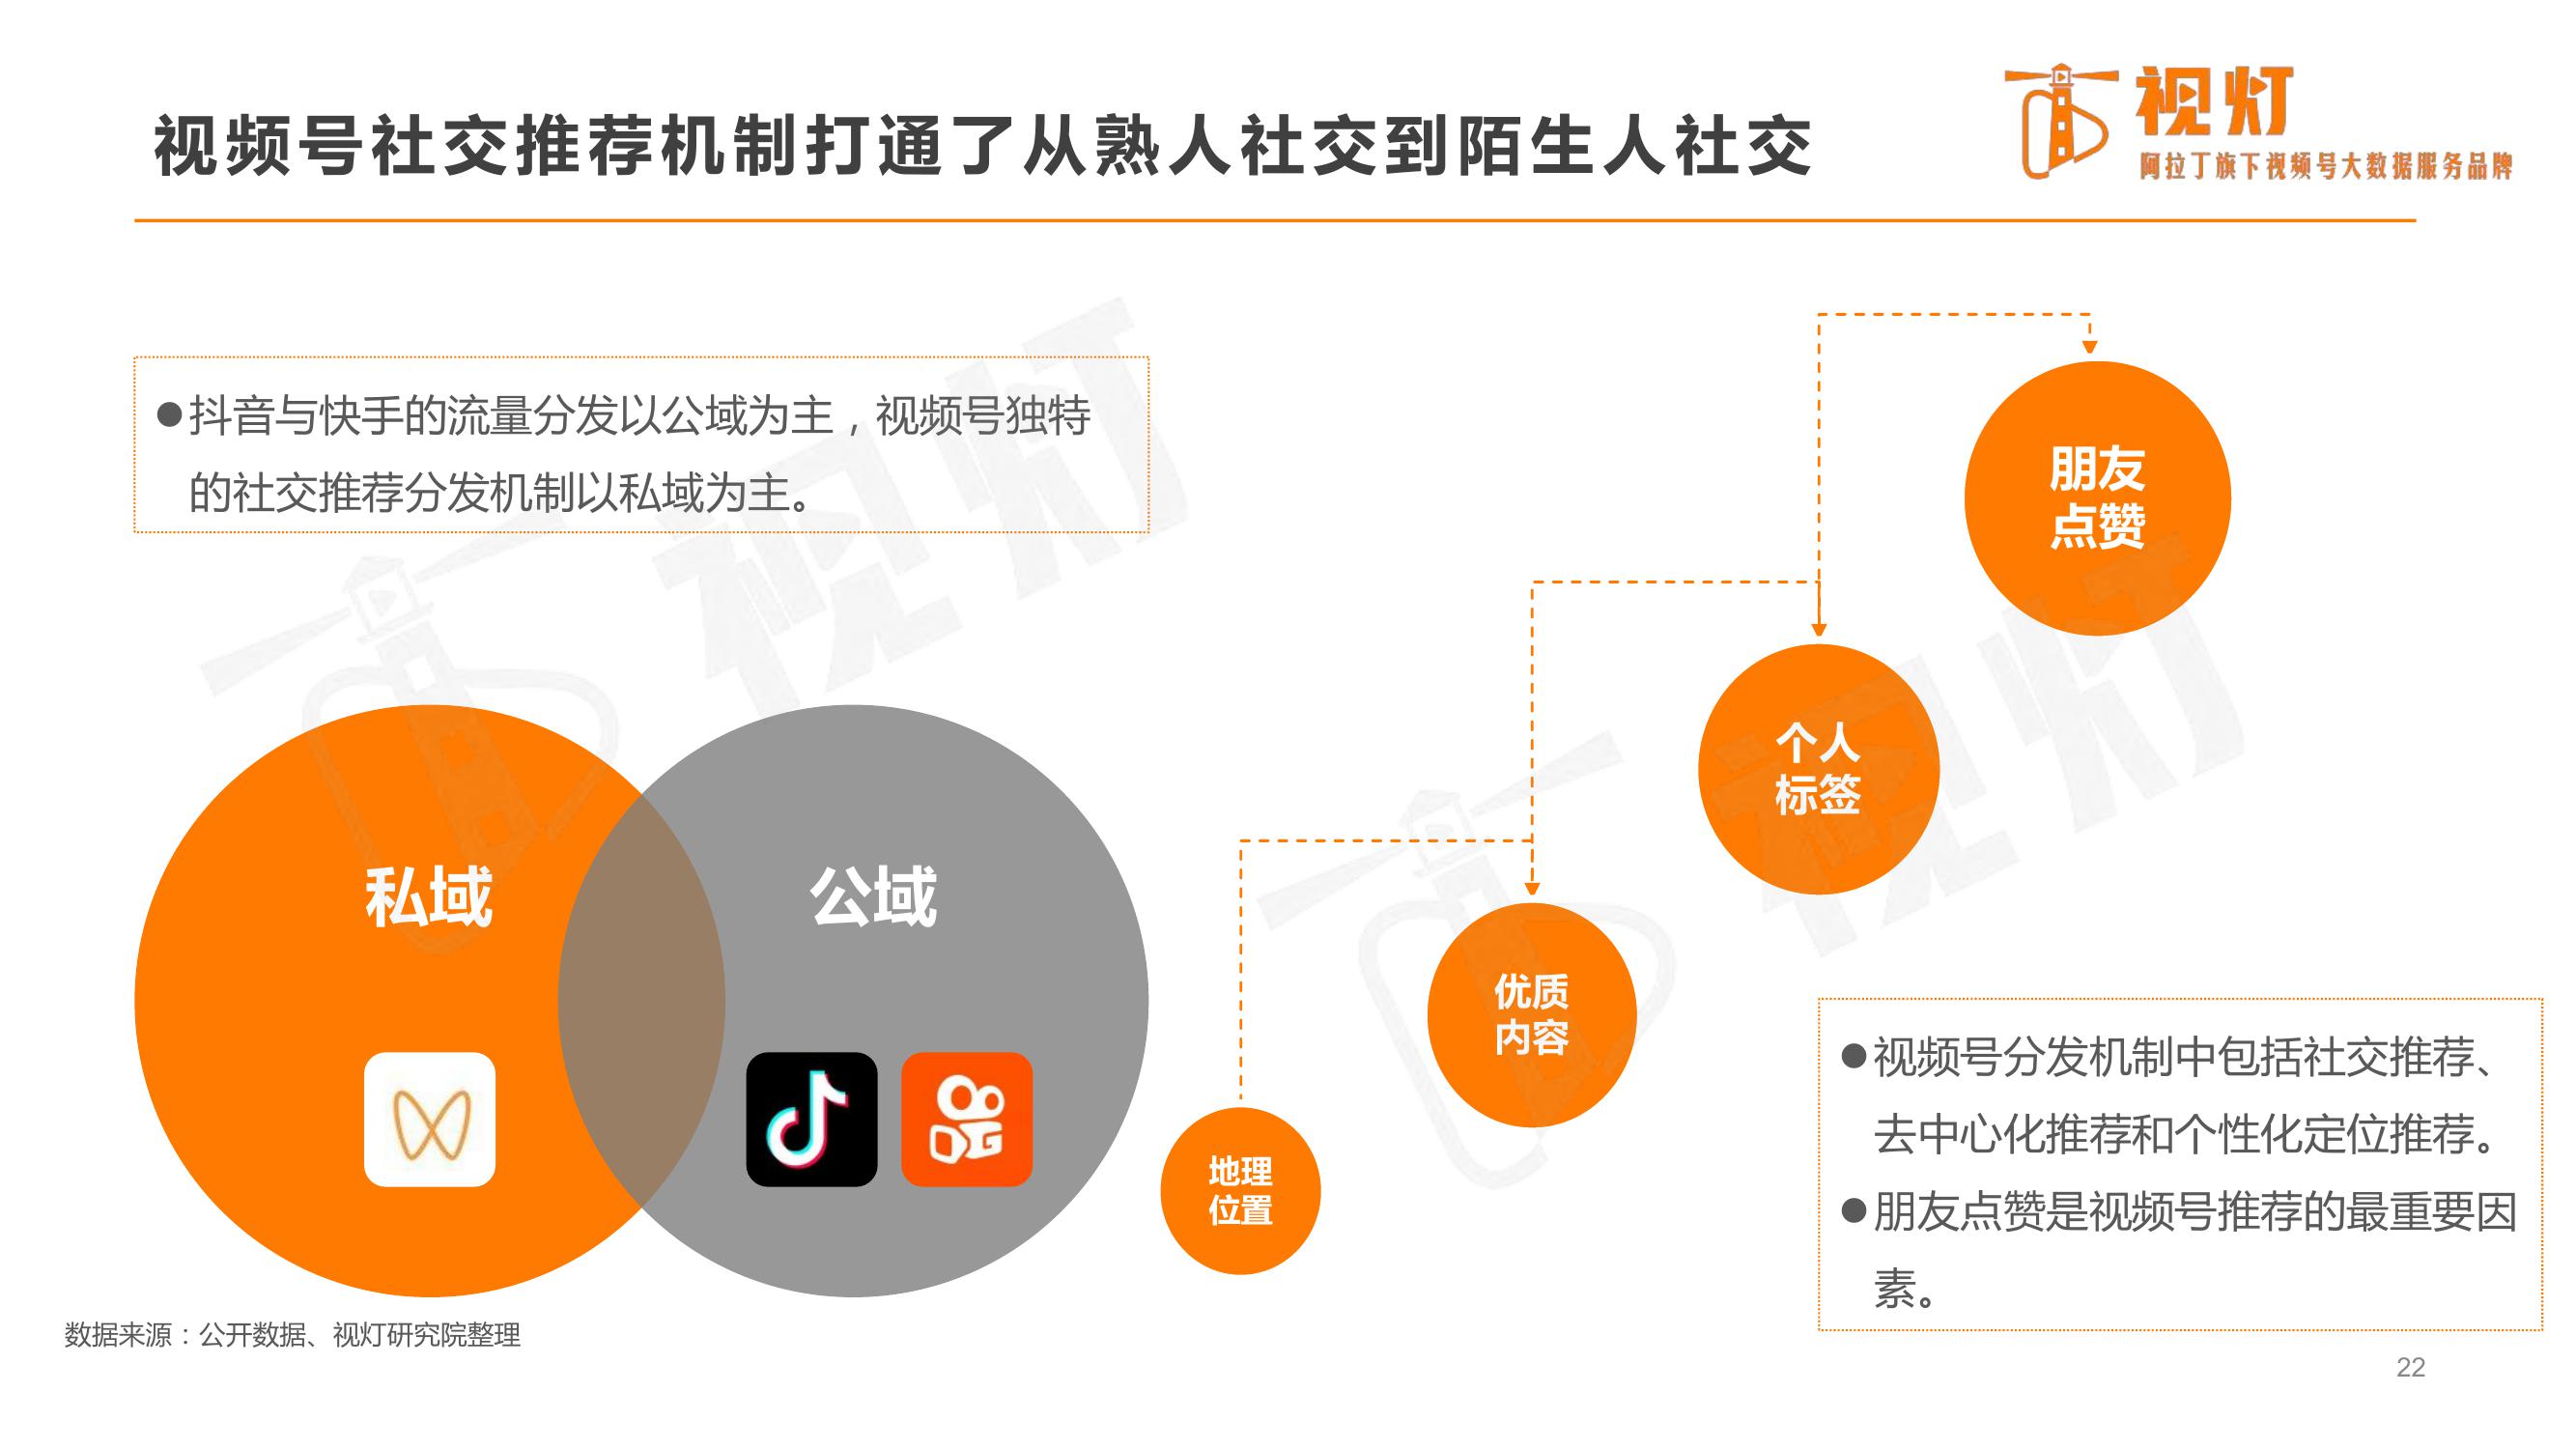 视频号社交推荐机制打通了从熟人社交到陌生人社交
视灯
阿拉丁旗下视频号大数据服务品牌
●抖音与快手的流量分发以公域为主，视频号独特
的社交推荐分发机制以私域为主。
朋友
点赞
个人
标签
私域
公域
优质
内容
地理
位置
●视频号分发机制中包括社交推荐、
去中心化推荐和个性化定位推荐。
●朋友点赞是视频号推荐的最重要因
素。
数据来源：公开数据、视灯研究院整理
22
视灯
视灯